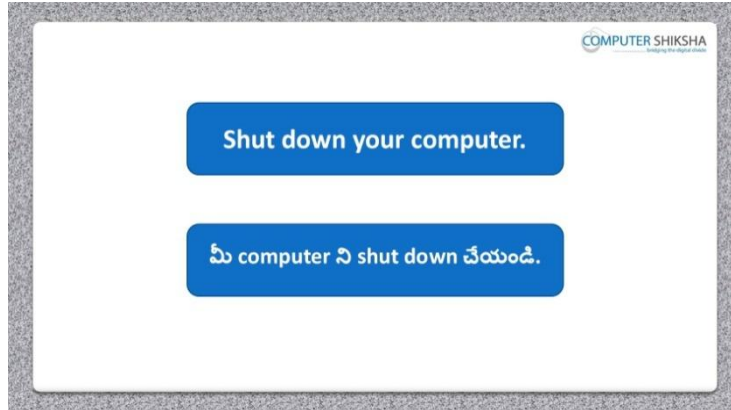 COMPUTER SHIKSHA
bridging the digital divide
Shut down your computer.
మీ computer ని shut down చేయండి.